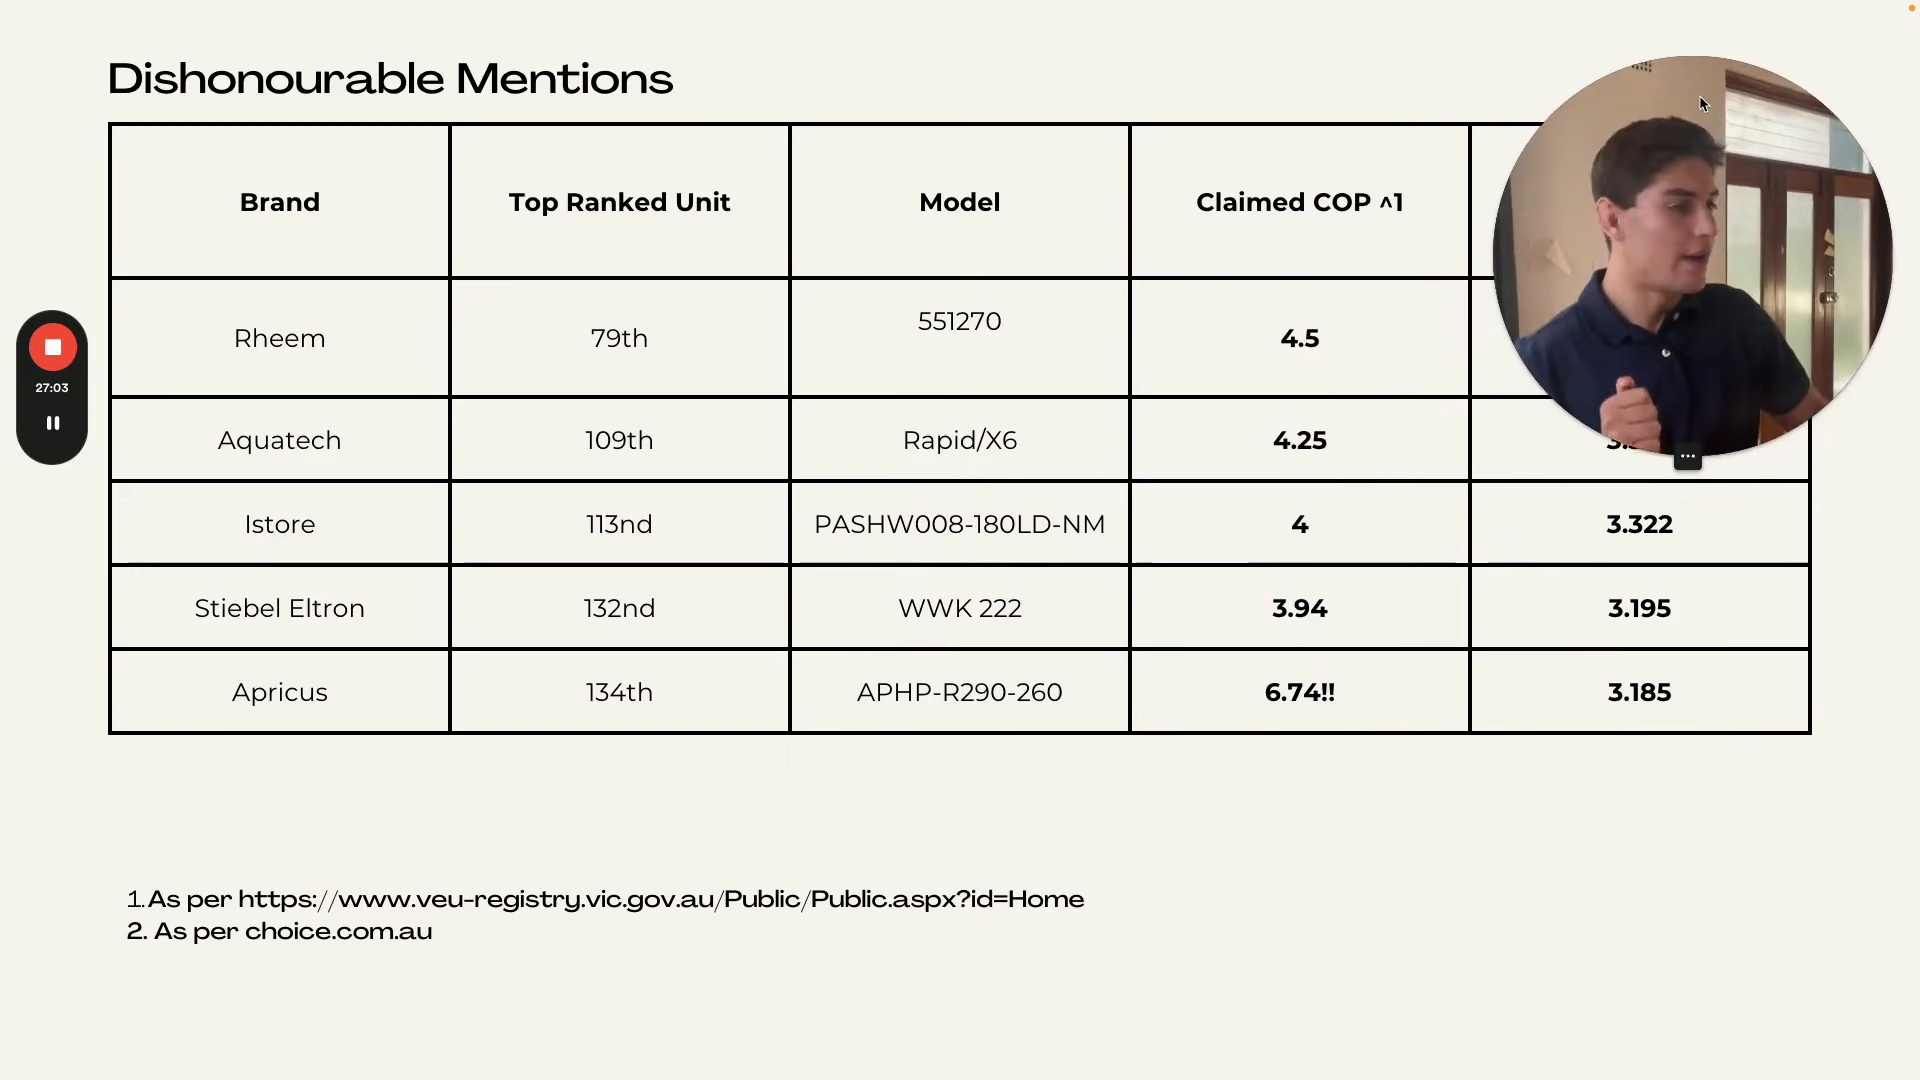 Dishonourable Mentions
Brand Top Ranked Unit Model Claimed COP ^1
Rheem 79th 551270 4.5
Aquatech 109th Rapid/X6 4.25
Istore 113nd PASHW008-180LD-NM 4 3.322
Stiebel Eltron 132nd WWK 222 3.94 3.195
Apricus 134th APHP-R290-260 6.74!! 3.185
27:03
1. As per https://www.veu-registry.vic.gov.au/Public/Public.aspx?id=Home
2. As per choice.com.au